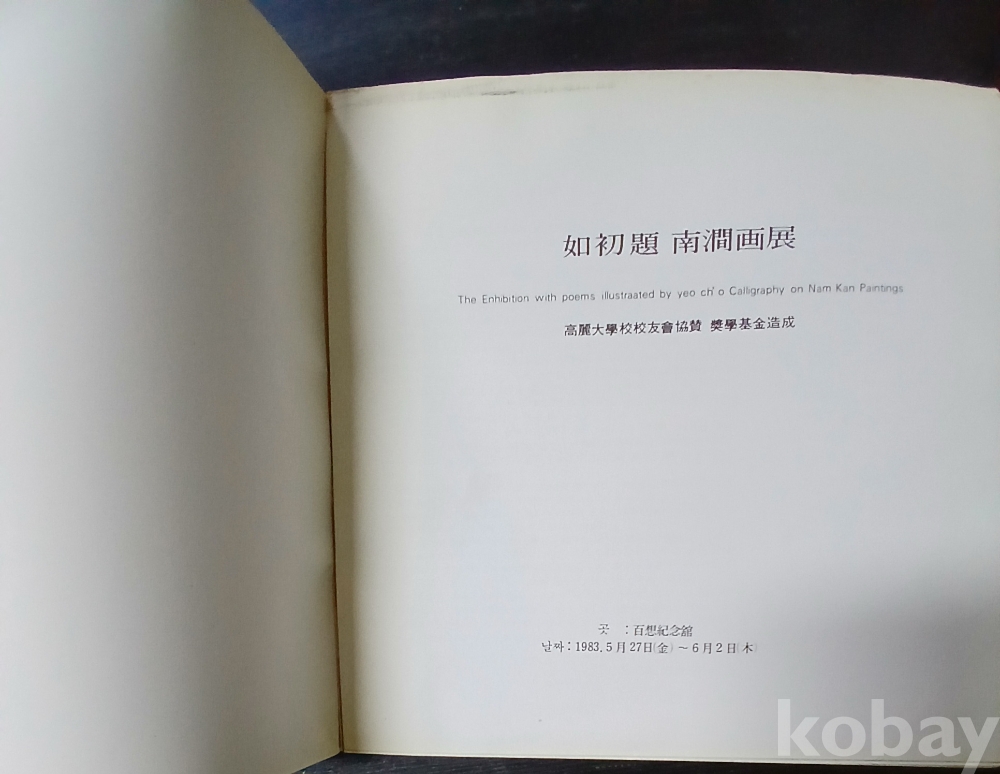 如初題 南澗画展
The Enhibition with poems illustraated by yeo ch'o Calligraphy on Nam Kan Paintings
高麗大學校校友會協賛 奬學基金造成
곳 : 百想紀念舘
날짜 : 1983. 5月 27日(金) ~ 6月 2日(木)
kobay